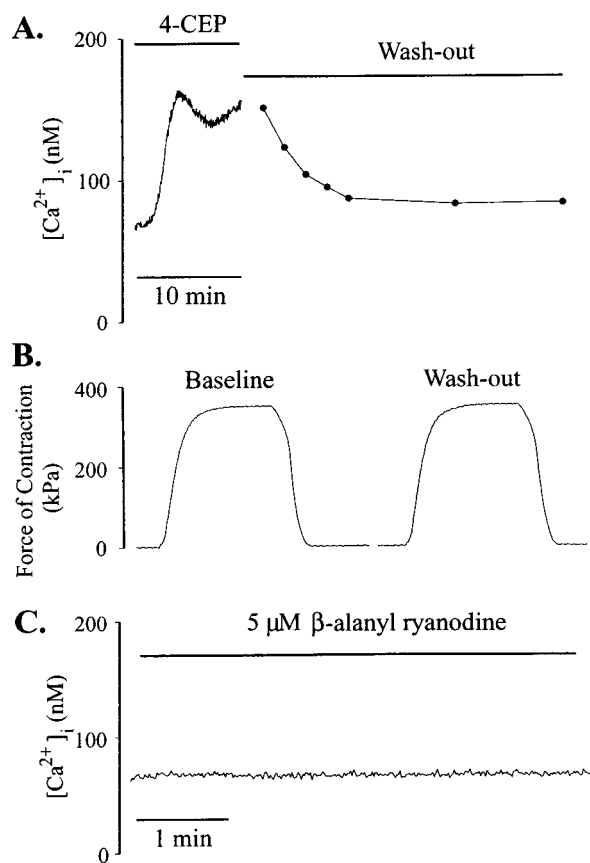 A.
4-CEP
Wash-out
200
100
0
[Ca2+]i (nM)
10 min
B.
Baseline
Wash-out
400
200
0
Force of Contraction
(kPa)
C.
5 μM β-alanyl ryanodine
200
100
0
[Ca2+]i (nM)
1 min